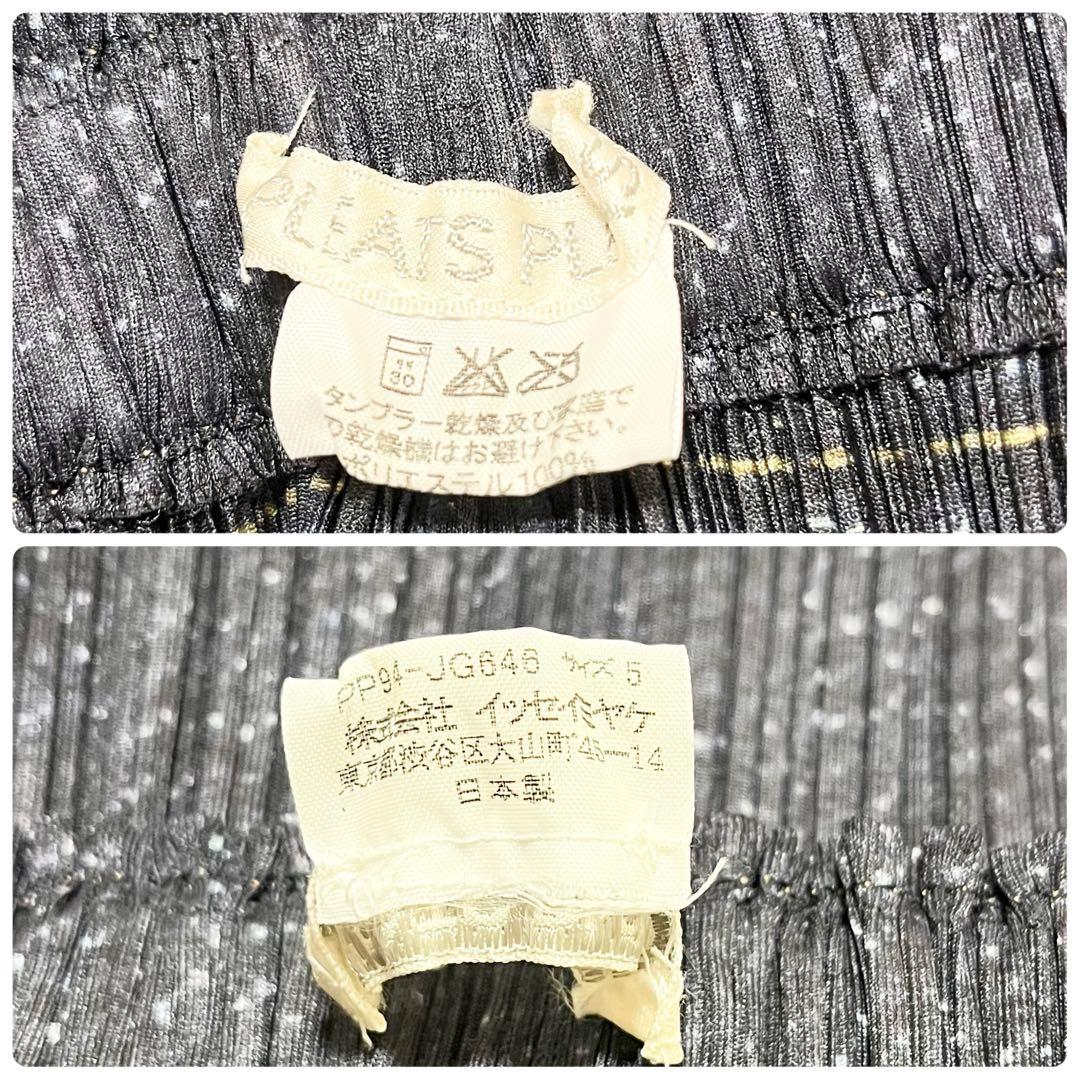 PLEATS PL
30
タンブラー乾燥及び家庭で
の乾燥機はお避け下さい。
ポリエステル100%
PP94-JG646 サイズ 5
株式会社 イッセイミヤケ
東京都渋谷区大山町45-14
日本製